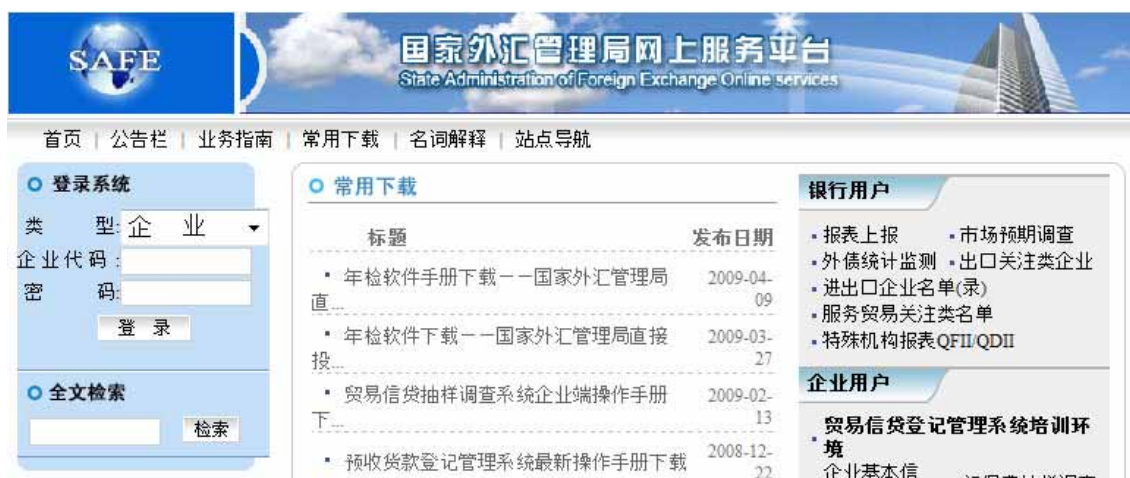 SAFE
国家外汇管理局网上服务平台
State Administration of Foreign Exchange Online services
首页 | 公告栏 | 业务指南 | 常用下载 | 名词解释 | 站点导航
登录系统
类 型: 企 业
企业代码:
密 码:
登 录
全文检索
检索
常用下载
标题 发布日期
年检软件手册下载－－国家外汇管理局 2009-04-
直... 09
年检软件下载－－国家外汇管理局直接 2009-03-
投... 27
贸易信贷抽样调查系统企业端操作手册 2009-02-
下... 13
预收货款登记管理系统最新操作手册下载 2008-12-
22
银行用户
报表上报 市场预期调查
外债统计监测 出口关注类企业
进出口企业名单(录)
服务贸易关注类名单
特殊机构报表QFII/QDII
企业用户
贸易信贷登记管理系统培训环
境
企业基本信